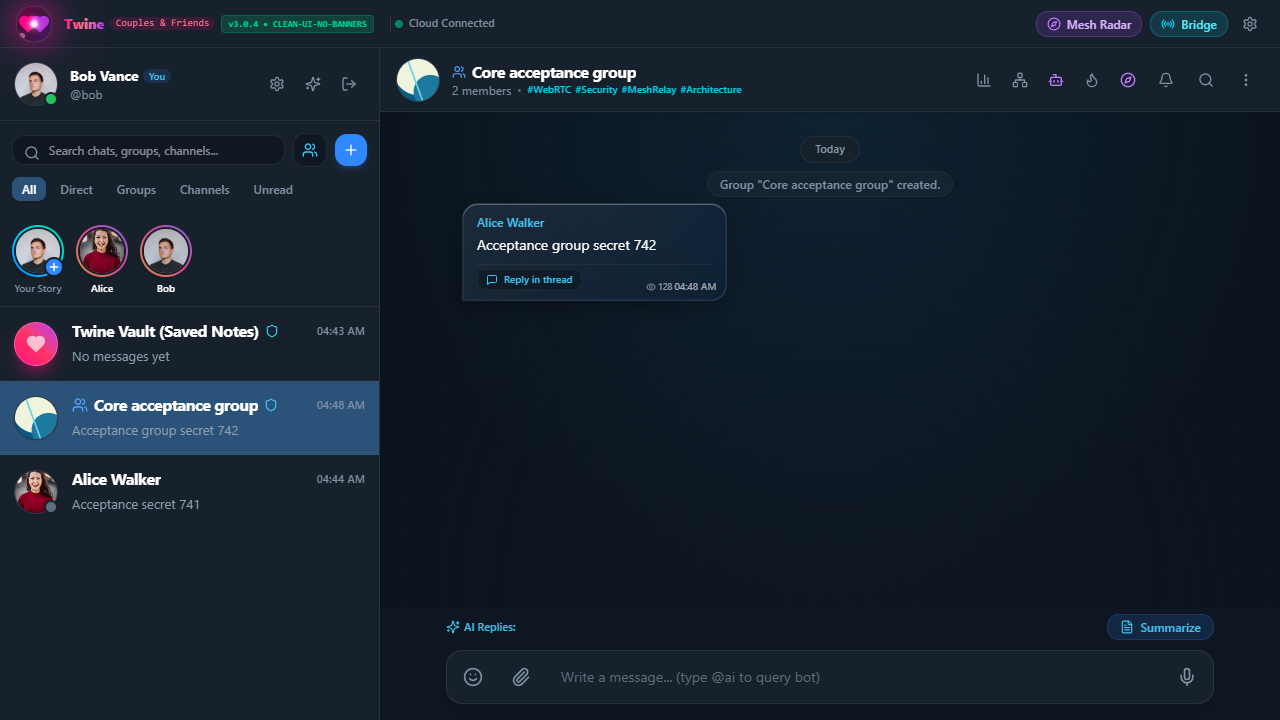 Twine Couples & Friends v3.0.4 • CLEAN-UI-NO-BANNERS Cloud Connected Mesh Radar Bridge
Bob Vance You
@bob
Search chats, groups, channels...
All Direct Groups Channels Unread
Your Story Alice Bob
Twine Vault (Saved Notes) 04:43 AM
No messages yet
Core acceptance group 04:48 AM
Acceptance group secret 742
Alice Walker 04:44 AM
Acceptance secret 741
Core acceptance group
2 members • #WebRTC #Security #MeshRelay #Architecture
Today
Group "Core acceptance group" created.
Alice Walker
Acceptance group secret 742
Reply in thread
128 04:48 AM
AI Replies: Summarize
Write a message... (type @ai to query bot)